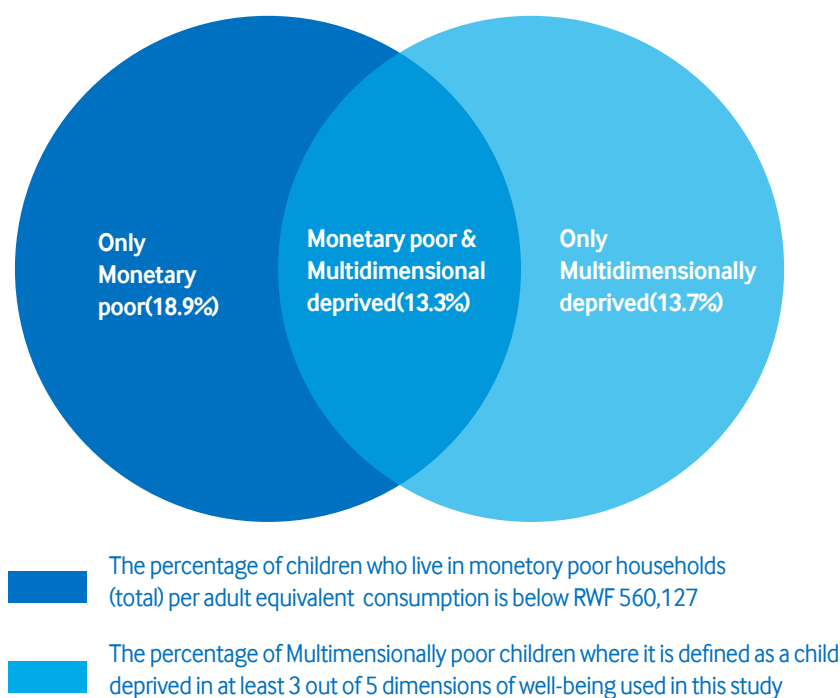 Only
Monetary
poor(18.9%)
Monetary poor &
Multidimensional
deprived(13.3%)
Only
Multidimensionally
deprived(13.7%)
The percentage of children who live in monetory poor households
(total) per adult equivalent consumption is below RWF 560,127
The percentage of Multimensionally poor children where it is defined as a child
deprived in at least 3 out of 5 dimensions of well-being used in this study